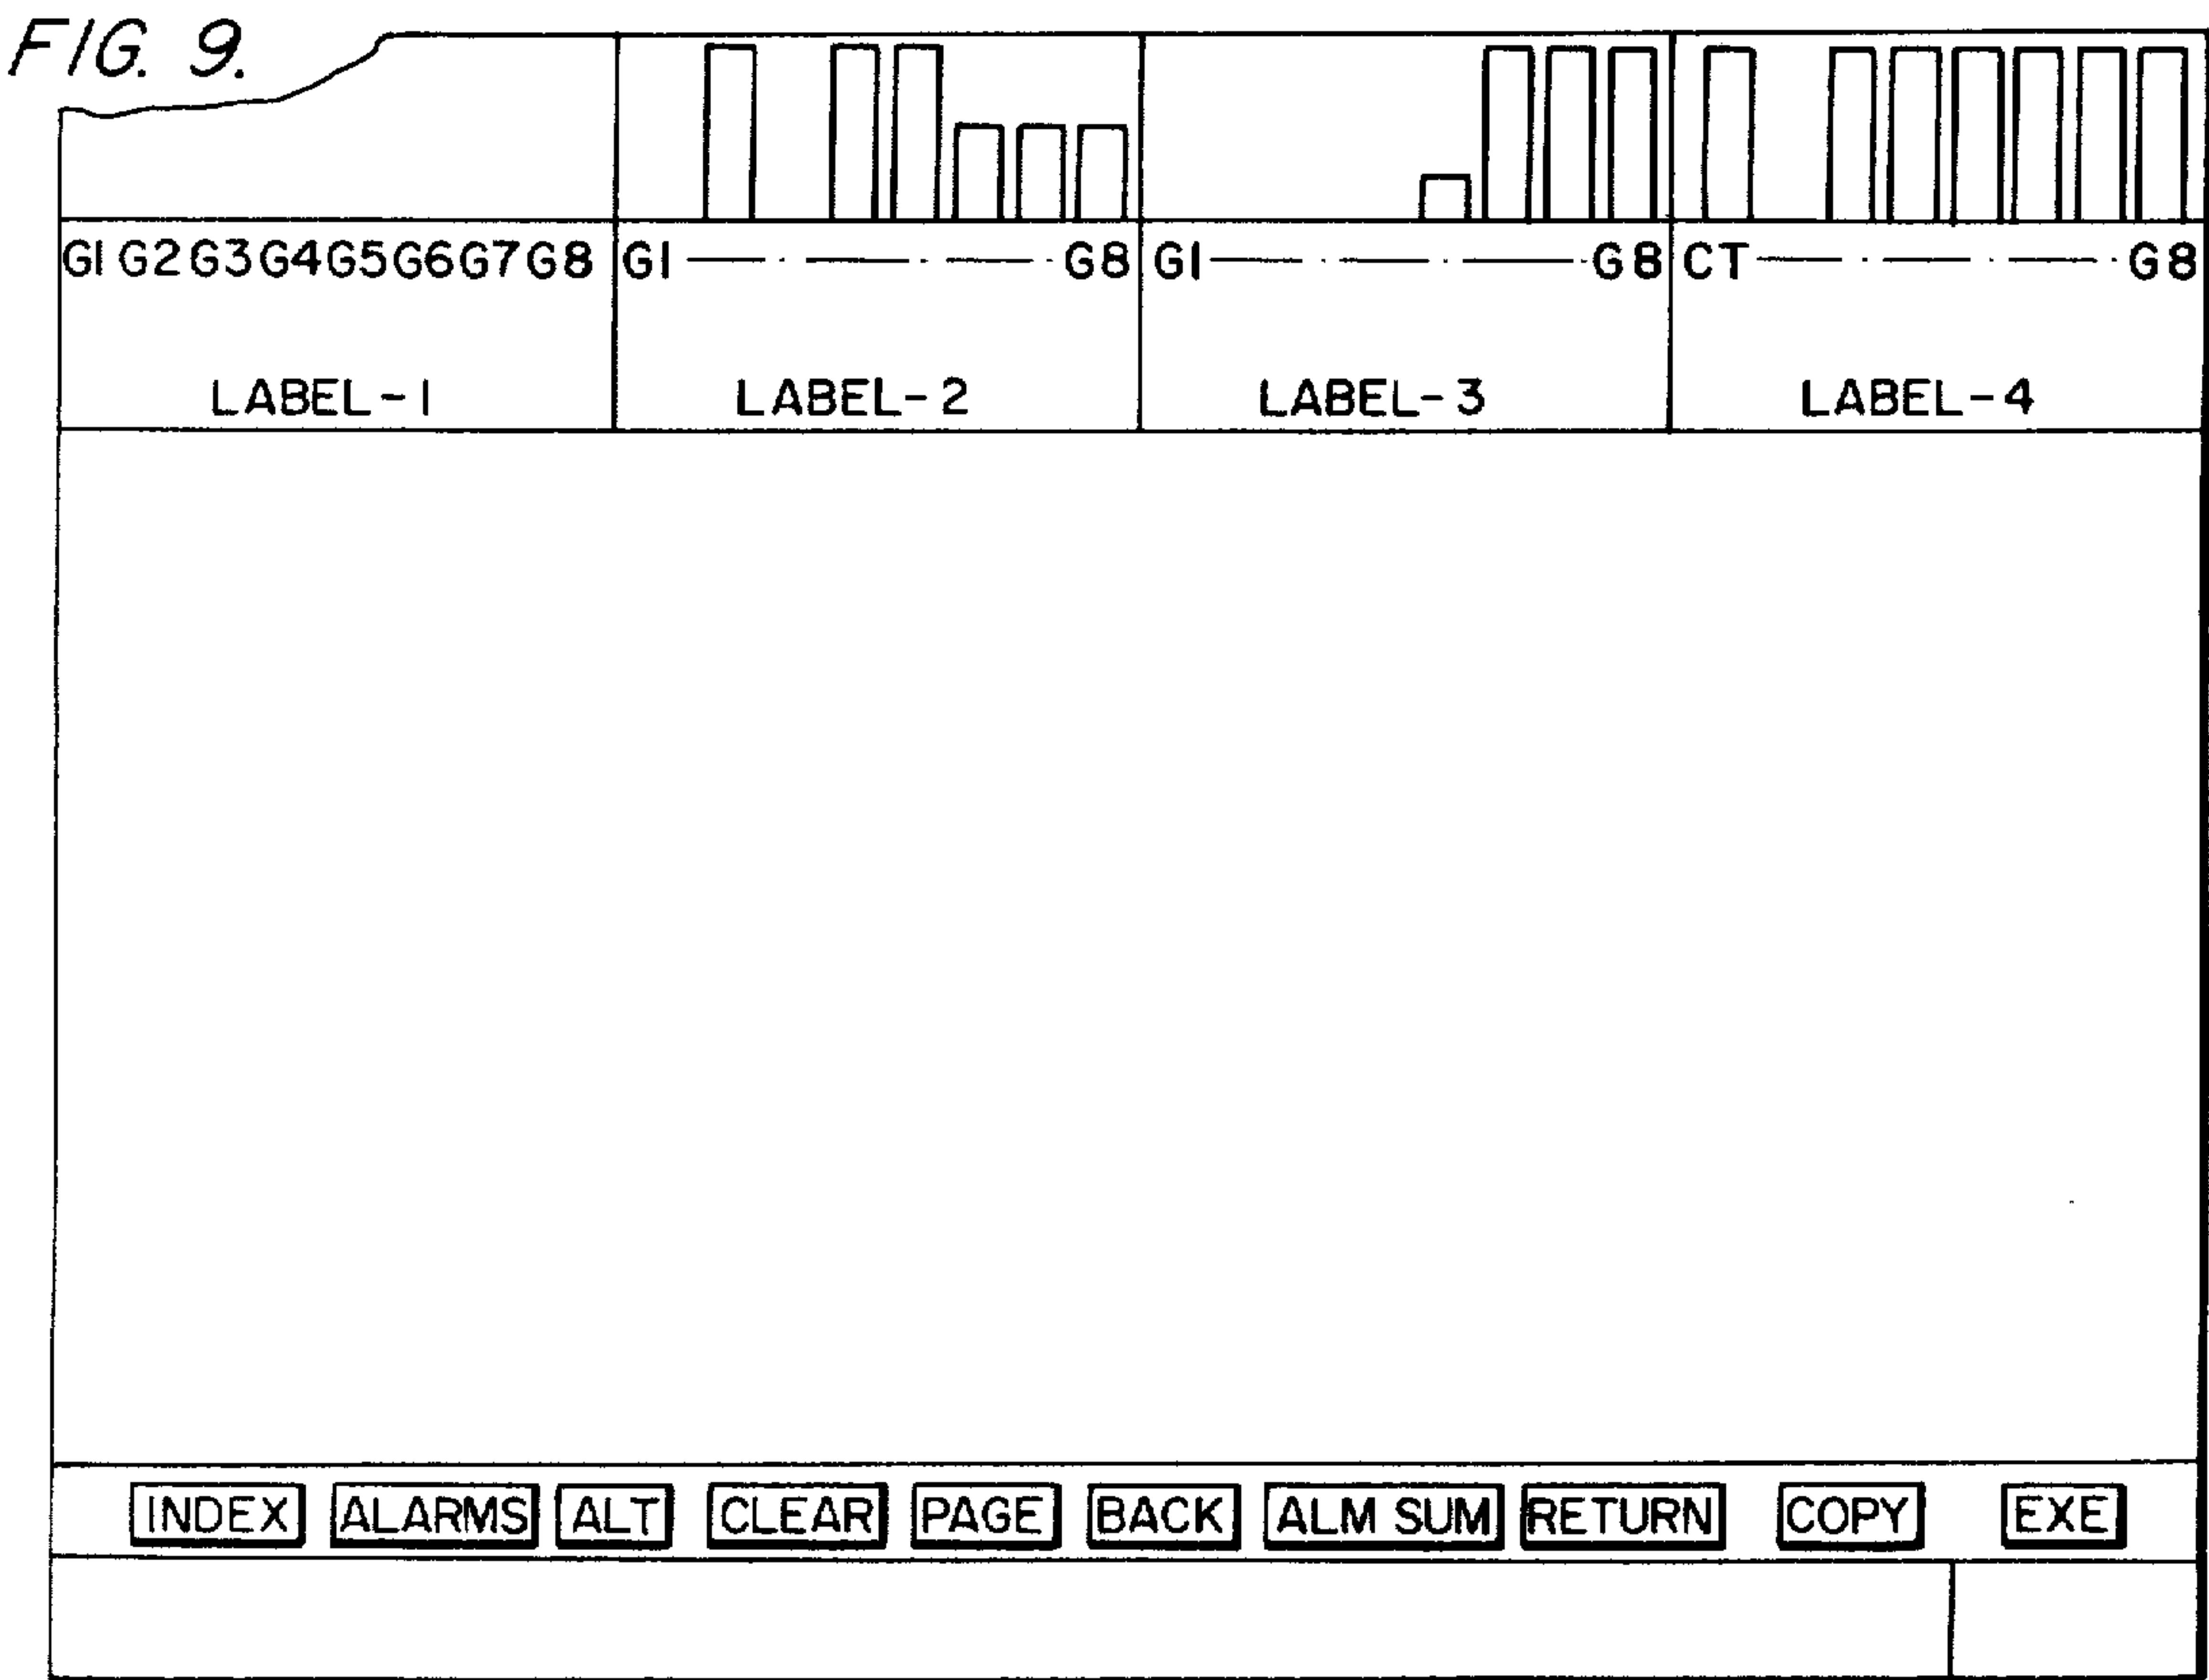 FIG. 9.
G1 G2 G3 G4 G5 G6 G7 G8 G1 G8 G1 G8 CT G8
LABEL-1 LABEL-2 LABEL-3 LABEL-4
INDEX ALARMS ALT CLEAR PAGE BACK ALM SUM RETURN COPY EXE